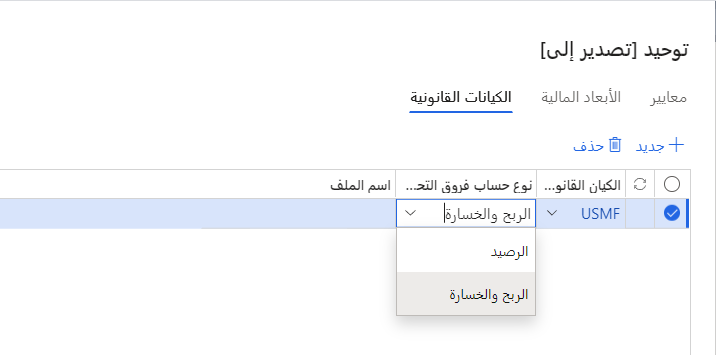 توحيد [تصدير إلى]
معايير الأبعاد المالية الكيانات القانونية
جديد حذف
الكيان القانو... نوع حساب فروق التح... اسم الملف
USMF الربح والخسارة
الرصيد
الربح والخسارة